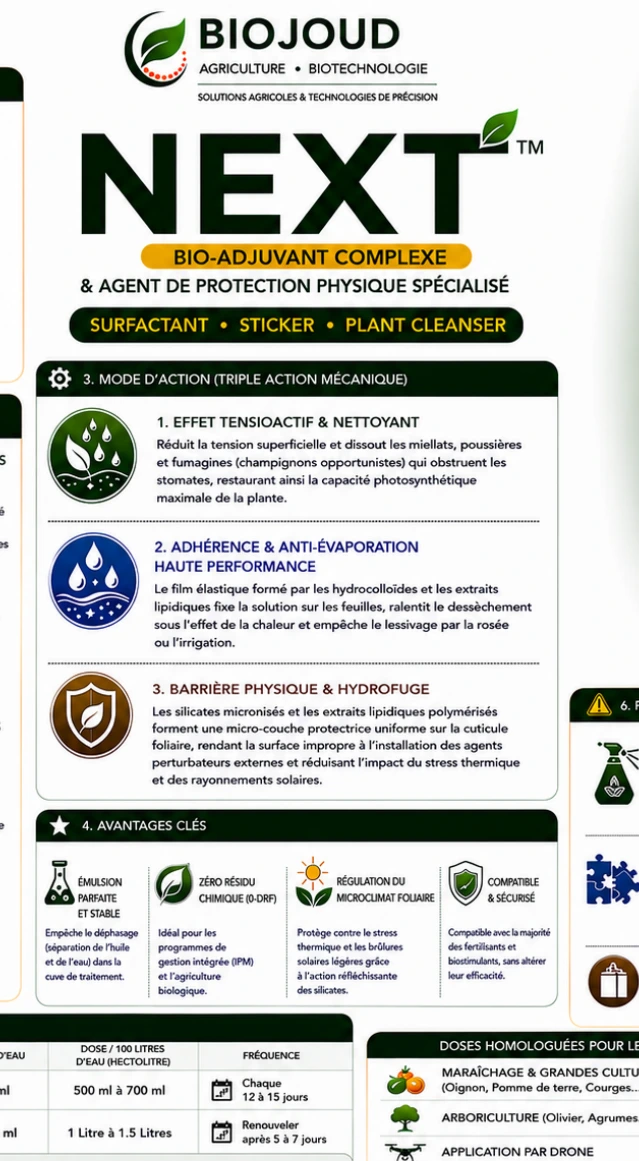 BIOJOUD
AGRICULTURE • BIOTECHNOLOGIE
SOLUTIONS AGRICOLES & TECHNOLOGIES DE PRÉCISION
NEXT™
BIO-ADJUVANT COMPLEXE
& AGENT DE PROTECTION PHYSIQUE SPÉCIALISÉ
SURFACTANT • STICKER • PLANT CLEANSER
3. MODE D'ACTION (TRIPLE ACTION MÉCANIQUE)
1. EFFET TENSIOACTIF & NETTOYANT
Réduit la tension superficielle et dissout les miellats, poussières
et fumagines (champignons opportunistes) qui obstruent les
stomates, restaurant ainsi la capacité photosynthétique
maximale de la plante.
2. ADHÉRENCE & ANTI-ÉVAPORATION
HAUTE PERFORMANCE
Le film élastique formé par les hydrocolloïdes et les extraits
lipidiques fixe la solution sur les feuilles, ralentit le dessèchement
sous l'effet de la chaleur et empêche le lessivage par la rosée
ou l'irrigation.
3. BARRIÈRE PHYSIQUE & HYDROFUGE
Les silicates micronisés et les extraits lipidiques polymérisés
forment une micro-couche protectrice uniforme sur la cuticule
foliaire, rendant la surface impropre à l'installation des agents
perturbateurs externes et réduisant l'impact du stress thermique
et des rayonnements solaires.
4. AVANTAGES CLÉS
ÉMULSION
PARFAITE
ET STABLE
Empêche le déphasage
(séparation de l'huile
et de l'eau) dans la
cuve de traitement.
ZÉRO RÉSIDU
CHIMIQUE (0-DRF)
Idéal pour les
programmes de
gestion intégrée (IPM)
et l'agriculture
biologique.
RÉGULATION DU
MICROCLIMAT FOLIAIRE
Protège contre le stress
thermique et les brûlures
solaires légères grâce
à l'action réfléchissante
des silicates.
COMPATIBLE
& SÉCURISÉ
Compatible avec la majorité
des fertilisants et
biostimulants, sans altérer
leur efficacité.
6.
D'EAU
DOSE / 100 LITRES
D'EAU (HECTOLITRE)
FRÉQUENCE
ml
500 ml à 700 ml
Chaque
12 à 15 jours
ml
1 Litre à 1.5 Litres
Renouveler
après 5 à 7 jours
DOSES HOMOLOGUÉES POUR LE
MARAÎCHAGE & GRANDES CULTU
(Oignon, Pomme de terre, Courges...
ARBORICULTURE (Olivier, Agrumes
APPLICATION PAR DRONE